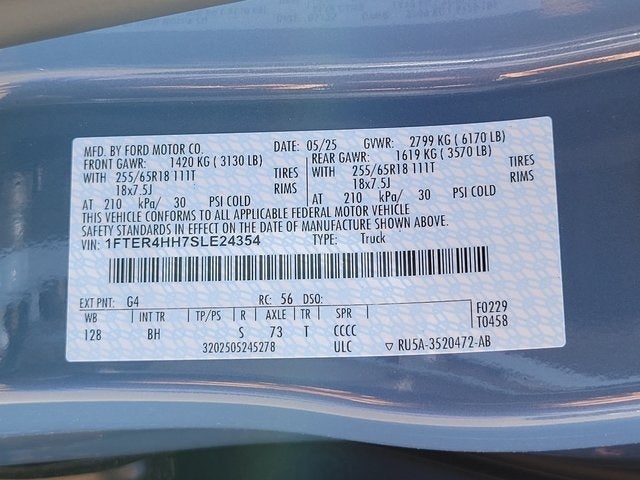 MFD. BY FORD MOTOR CO. DATE: 05/25 GVWR: 2799 KG ( 6170 LB)
FRONT GAWR: 1420 KG ( 3130 LB) REAR GAWR: 1619 KG ( 3570 LB)
WITH 255/65R18 111T TIRES WITH 255/65R18 111T TIRES
18x7.5J RIMS 18x7.5J RIMS
AT 210 kPa/ 30 PSI COLD AT 210 kPa/ 30 PSI COLD
THIS VEHICLE CONFORMS TO ALL APPLICABLE FEDERAL MOTOR VEHICLE
SAFETY STANDARDS IN EFFECT ON THE DATE OF MANUFACTURE SHOWN ABOVE.
VIN: 1FTER4HH7SLE24354 TYPE: Truck
EXT PNT: G4 RC: 56 DSO:
WB INT TR TP/PS R AXLE TR SPR F0229
128 BH S 73 T CCCC T0458
3202505245278 ULC ▽ RU5A-3520472-AB